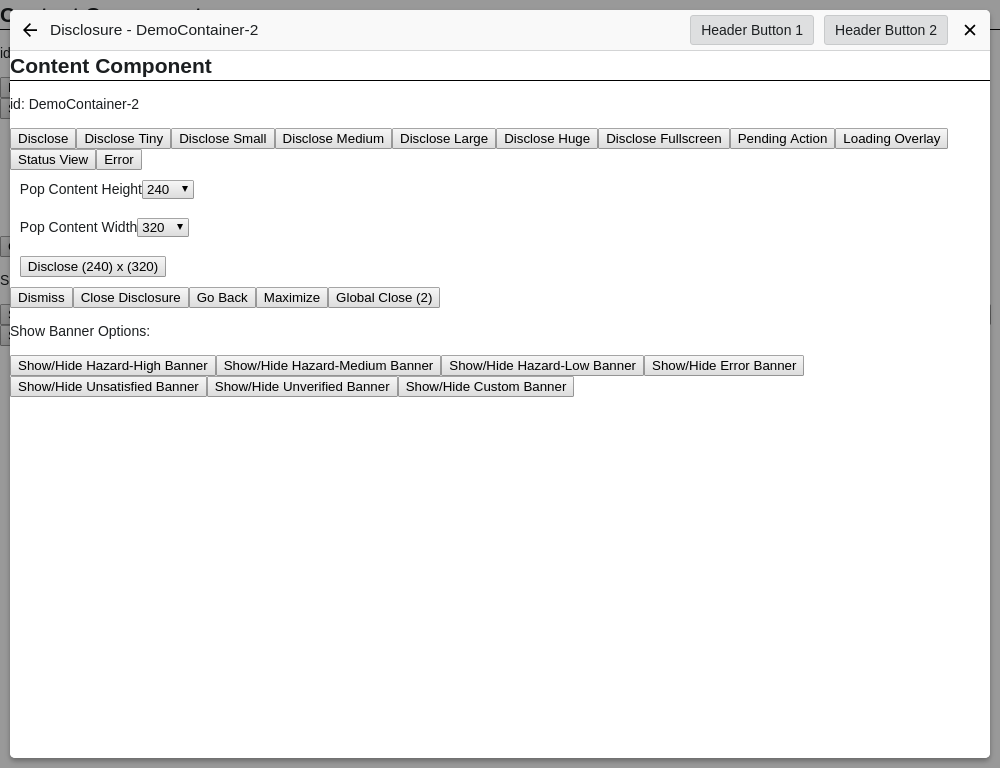 Disclosure - DemoContainer-2 Header Button 1 Header Button 2
Content Component
id: DemoContainer-2
Disclose Disclose Tiny Disclose Small Disclose Medium Disclose Large Disclose Huge Disclose Fullscreen Pending Action Loading Overlay
Status View Error
Pop Content Height 240
Pop Content Width 320
Disclose (240) x (320)
Dismiss Close Disclosure Go Back Maximize Global Close (2)
Show Banner Options:
Show/Hide Hazard-High Banner Show/Hide Hazard-Medium Banner Show/Hide Hazard-Low Banner Show/Hide Error Banner
Show/Hide Unsatisfied Banner Show/Hide Unverified Banner Show/Hide Custom Banner